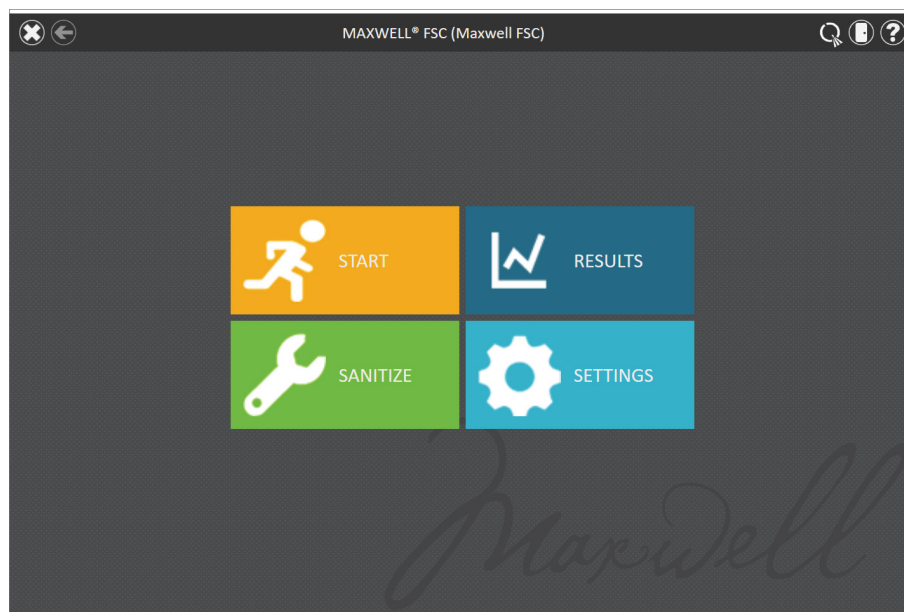 MAXWELL® FSC (Maxwell FSC)
START
RESULTS
SANITIZE
SETTINGS
Maxwell